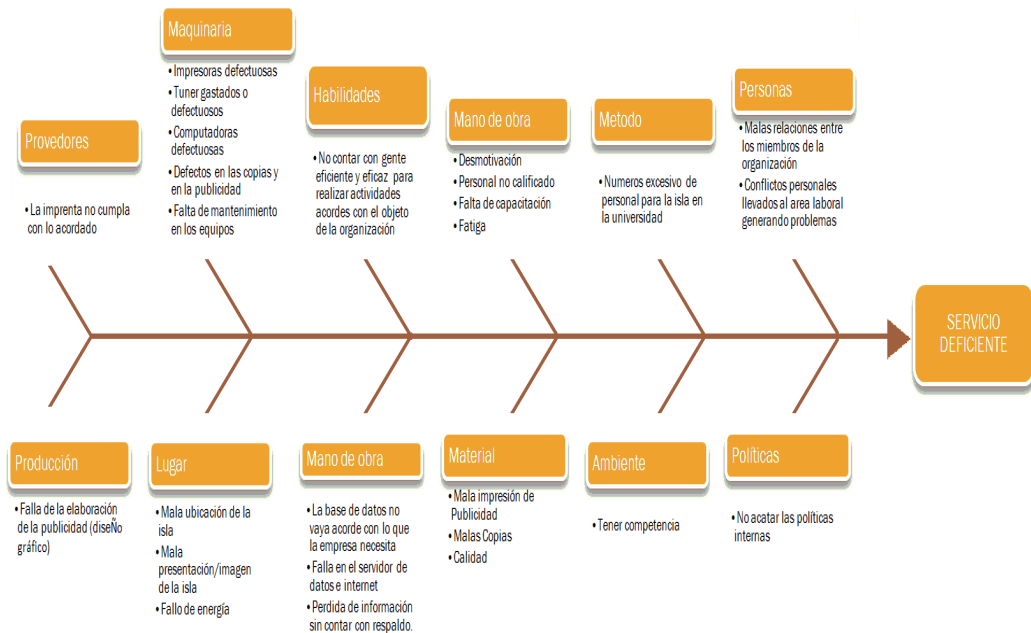 Provedores
• La imprenta no cumpla
con lo acordado
Maquinaria
• Impresoras defectuosas
• Tuner gastados o
defectuosos
• Computadoras
defectuosas
• Defectos en las copias y
en la publicidad
• Falta de mantenimiento
en los equipos
Habilidades
• No contar con gente
eficiente y eficaz para
realizar actividades
acordes con el objeto
de la organización
Mano de obra
• Desmotivación
• Personal no calificado
• Falta de capacitación
• Fatiga
Metodo
• Numeros excesivo de
personal para la isla en
la universidad
Personas
• Malas relaciones entre
los miembros de la
organización
• Conflictos personales
llevados al area laboral
generando problemas
SERVICIO
DEFICIENTE
Producción
• Falla de la elaboración
de la publicidad (diseÑo
gráfico)
Lugar
• Mala ubicación de la
isla
• Mala
presentación/imagen
de la isla
• Fallo de energía
Mano de obra
• La base de datos no
vaya acorde con lo que
la empresa necesita
• Falla en el servidor de
datos e internet
• Perdida de información
sin contar con respaldo.
Material
• Mala impresión de
Publicidad
• Malas Copias
• Calidad
Ambiente
• Tener competencia
Políticas
• No acatar las políticas
internas